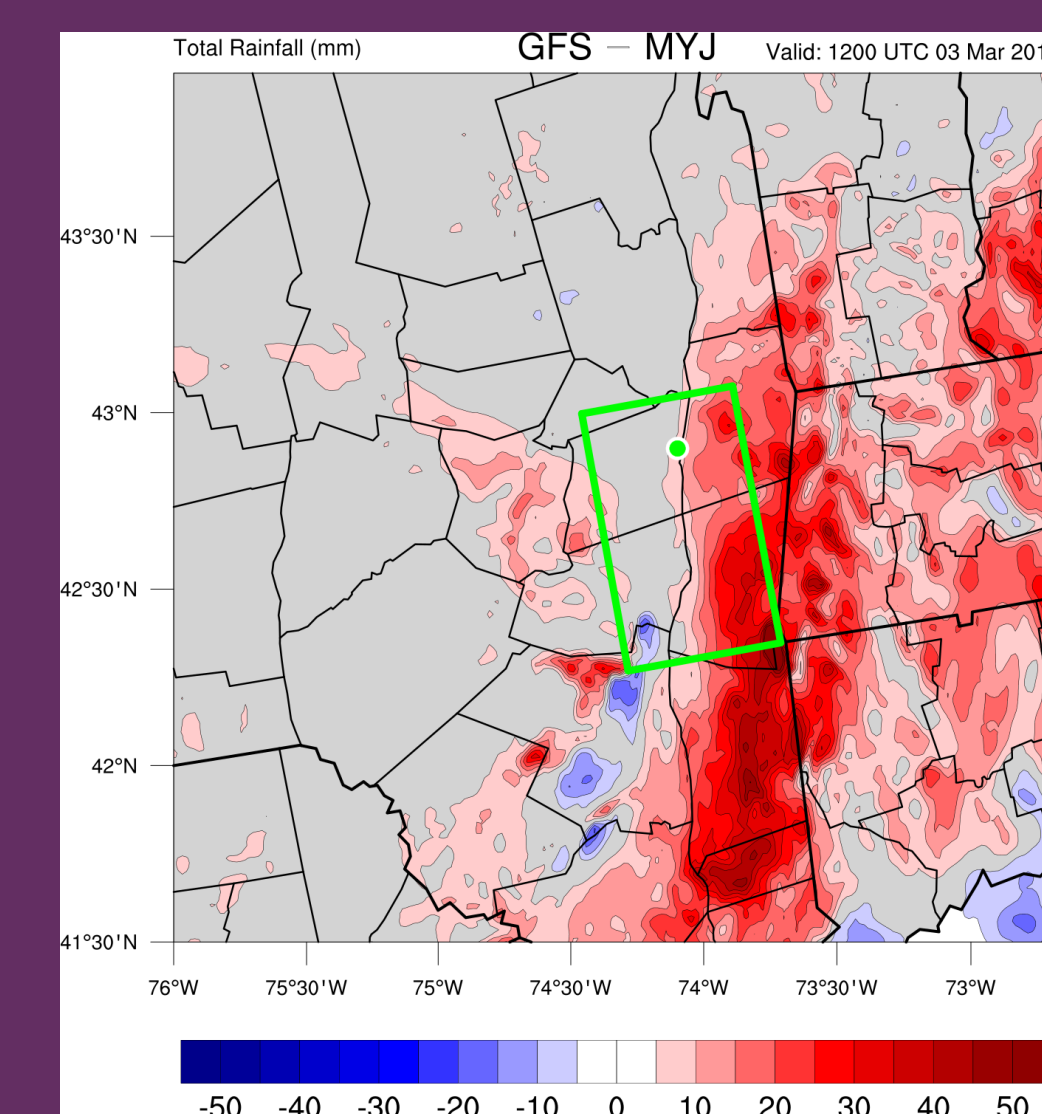 Total Rainfall (mm)
GFS — MYJ
Valid: 1200 UTC 03 Mar 201
43°30'N
43°N
42°30'N
42°N
41°30'N
76°W 75°30'W 75°W 74°30'W 74°W 73°30'W 73°W
-50 -40 -30 -20 -10 0 10 20 30 40 50